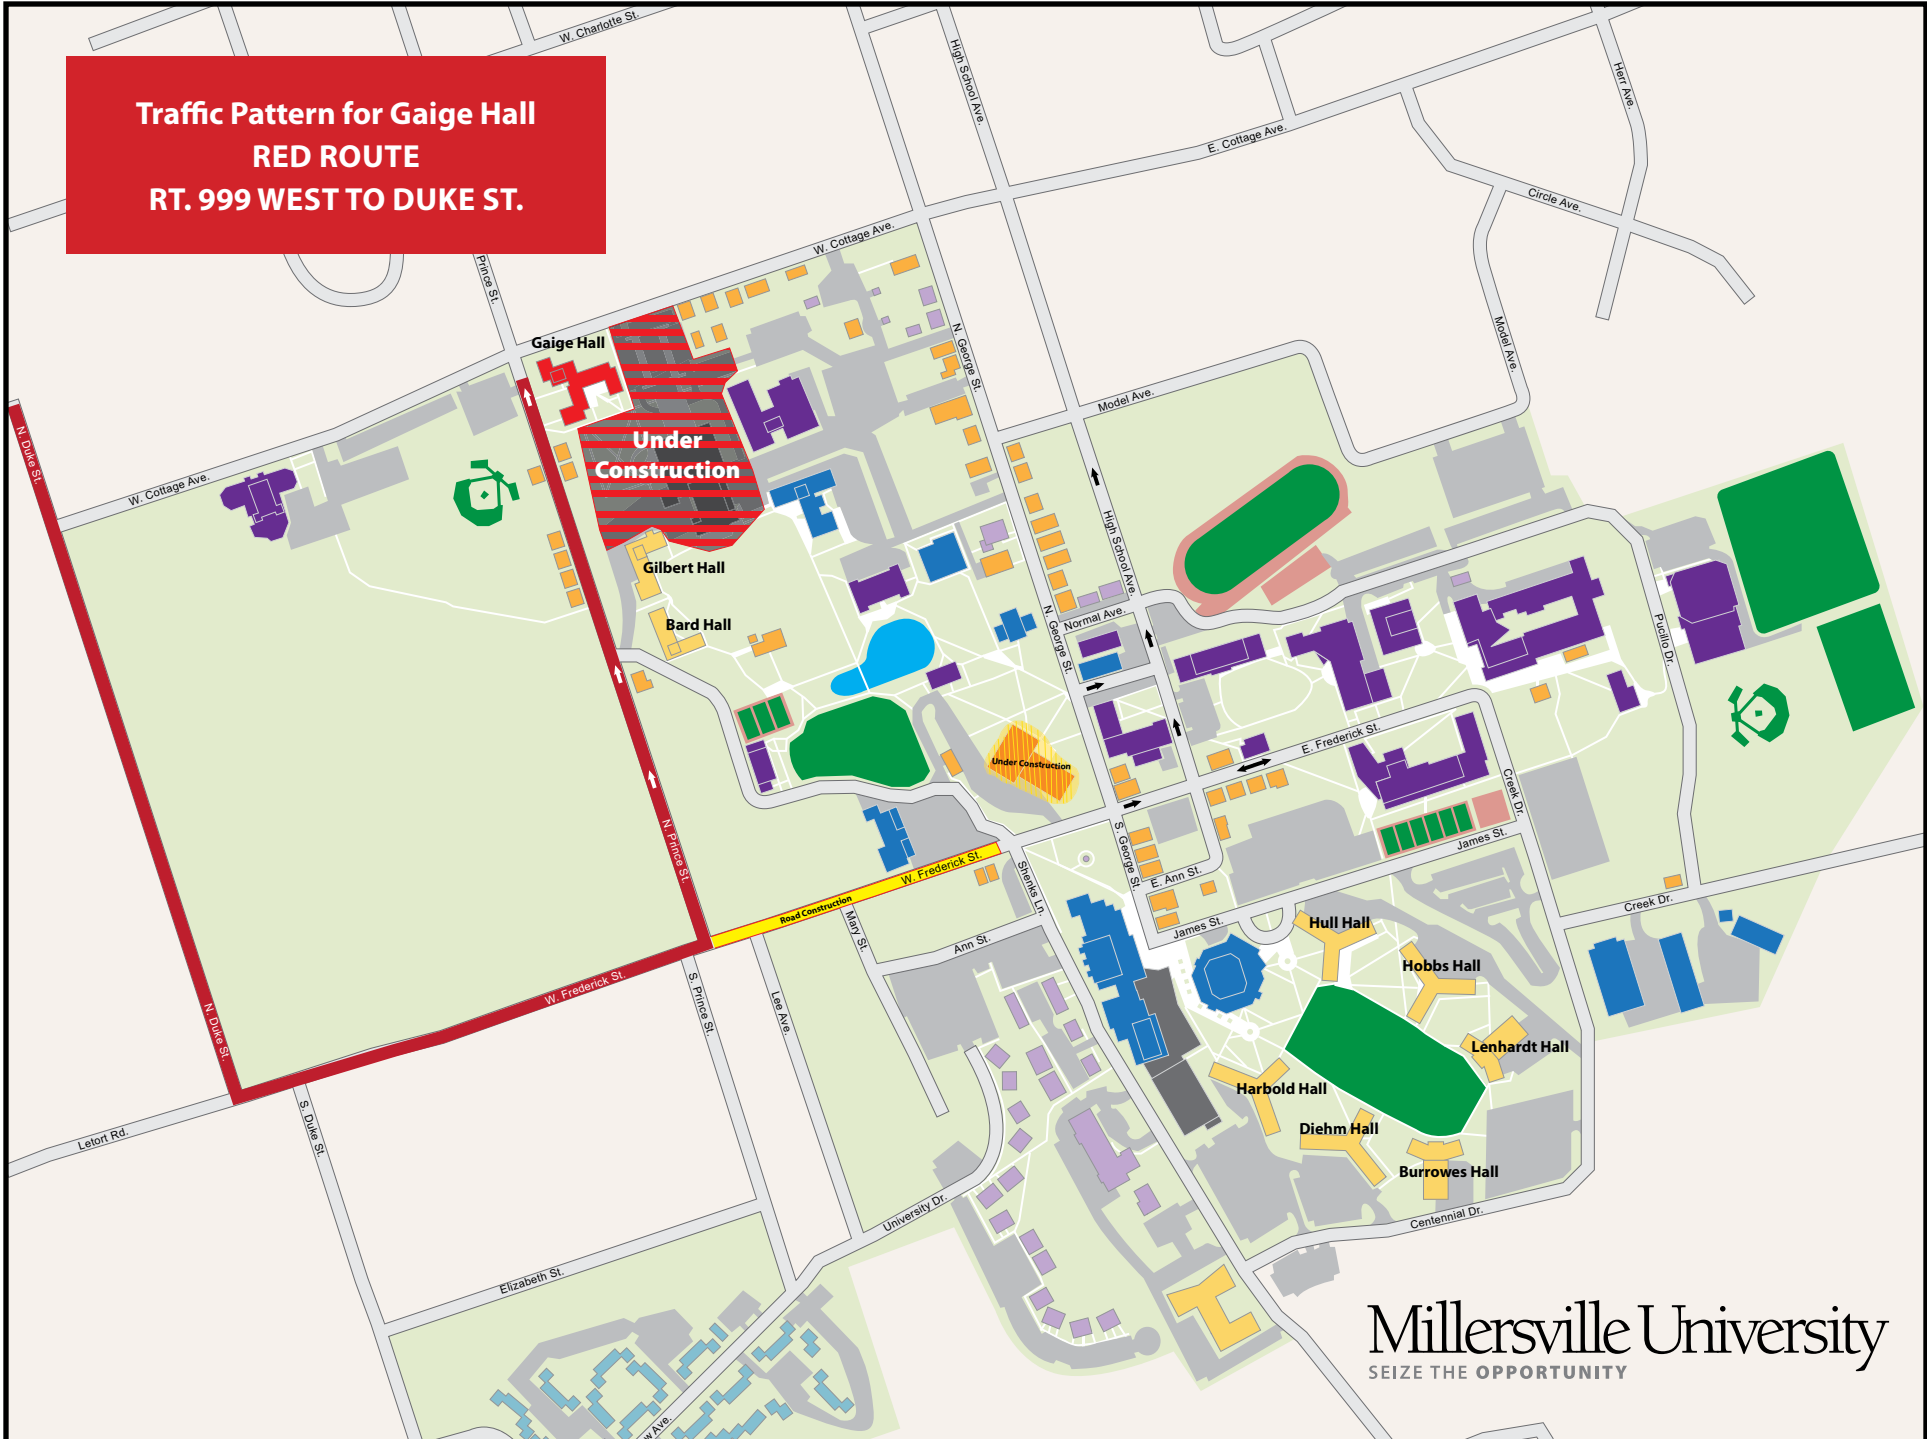 Traffic Pattern for Gaige Hall
RED ROUTE
RT. 999 WEST TO DUKE ST.
W. Charlotte St.
High School Ave.
Herr Ave.
E. Cottage Ave.
Circle Ave.
W. Cottage Ave.
Prince St.
Gaige Hall
N. George St.
Model Ave.
Model Ave.
N. Duke St.
W. Cottage Ave.
Under
Construction
High School Ave.
Gilbert Hall
Bard Hall
N. George St.
Normal Ave.
Pucillo Dr.
E. Frederick St.
Under Construction
Creek Dr.
N. Prince St.
S. George St.
James St.
W. Frederick St.
Shenks Ln.
E. Ann St.
Road Construction
Mary St.
Ann St.
James St.
Hull Hall
Creek Dr.
Hobbs Hall
W. Frederick St.
S. Prince St.
Lee Ave.
N. Duke St.
Lenhardt Hall
Harbold Hall
Diehm Hall
Burrowes Hall
S. Duke St.
Letort Rd.
University Dr.
Centennial Dr.
Elizabeth St.
w Ave.
Millersville University
SEIZE THE OPPORTUNITY